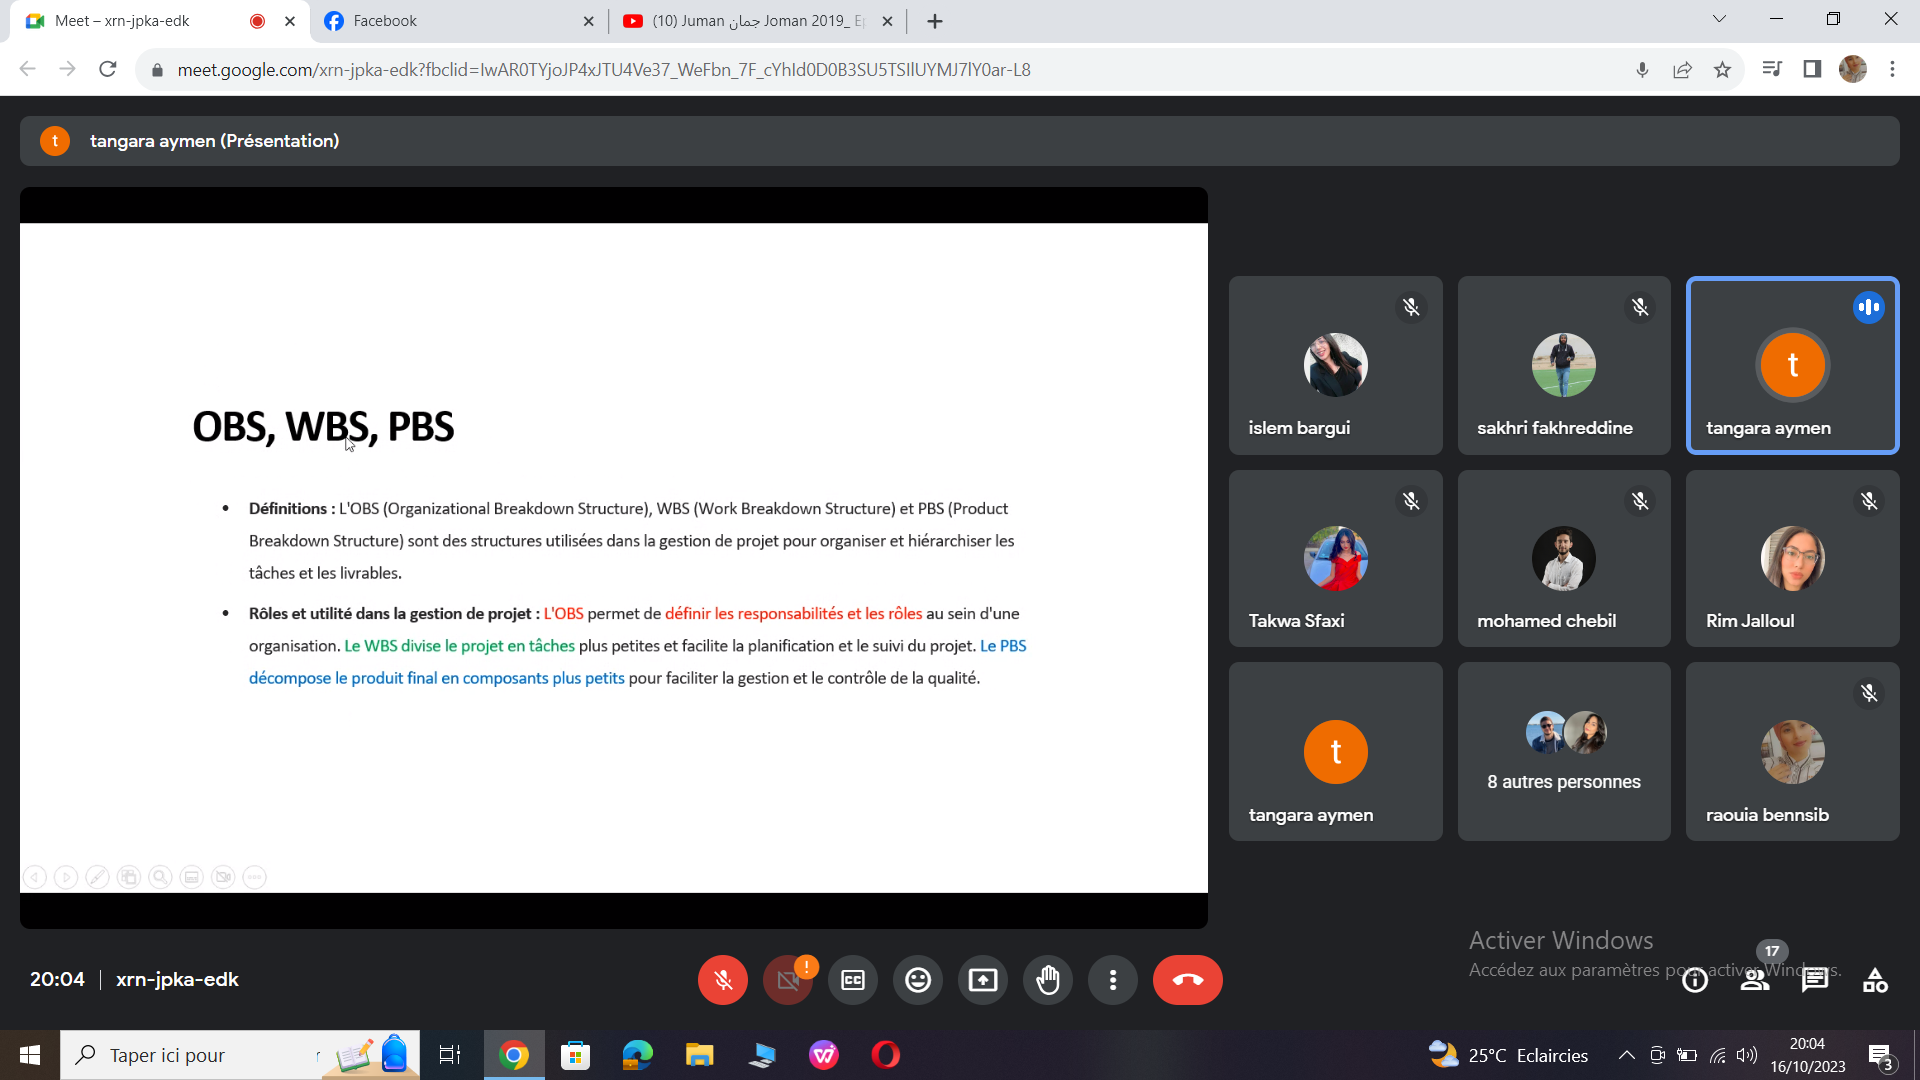 Meet – xrn-jpka-edk
Facebook
(10) Juman جمان Joman 2019_ E
meet.google.com/xrn-jpka-edk?fbclid=IwAR0TYjoJP4xJTU4Ve37_WeFbn_7F_cYhId0D0B3SU5TSIlUYMJ7lY0ar-L8
t
tangara aymen (Présentation)
OBS, WBS, PBS
• Définitions : L'OBS (Organizational Breakdown Structure), WBS (Work Breakdown Structure) et PBS (Product
Breakdown Structure) sont des structures utilisées dans la gestion de projet pour organiser et hiérarchiser les
tâches et les livrables.
• Rôles et utilité dans la gestion de projet : L'OBS permet de définir les responsabilités et les rôles au sein d'une
organisation. Le WBS divise le projet en tâches plus petites et facilite la planification et le suivi du projet. Le PBS
décompose le produit final en composants plus petits pour faciliter la gestion et le contrôle de la qualité.
islem bargui
sakhri fakhreddine
t
tangara aymen
Takwa Sfaxi
mohamed chebil
Rim Jalloul
t
tangara aymen
8 autres personnes
raouia bennsib
Activer Windows
Accédez aux paramètres pour activer Windows.
20:04 | xrn-jpka-edk
!
CC
17
Taper ici pour
25°C Eclaircies
20:04
16/10/2023
3